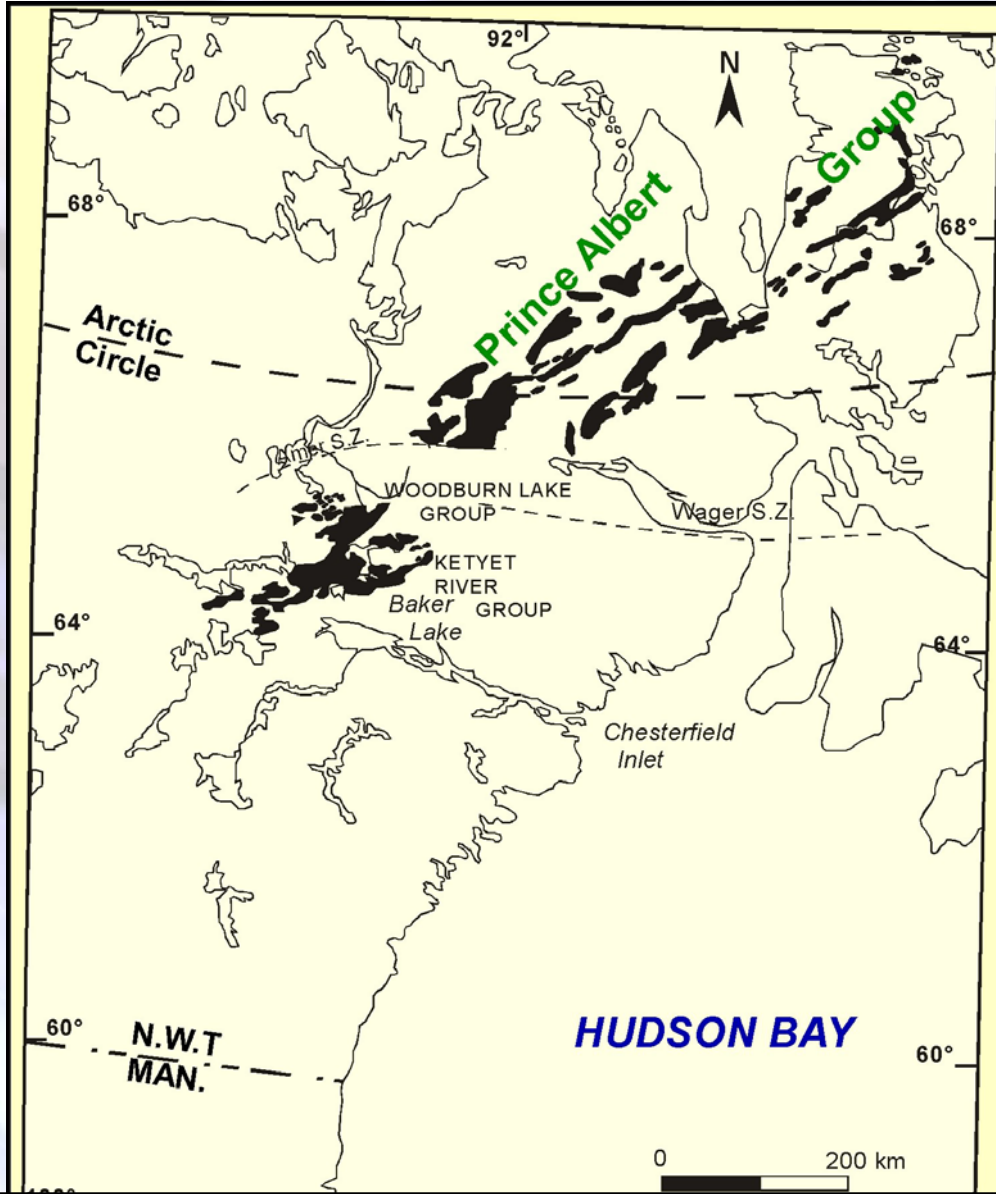 92°
N
Group
68°
Prince Albert
68°
Arctic
Circle
Amer S.Z.
WOODBURN LAKE
GROUP
Wager S.Z.
KETYET
RIVER
GROUP
Baker
Lake
64°
64°
Chesterfield
Inlet
60°
N.W.T
MAN.
HUDSON BAY
60°
0 200 km